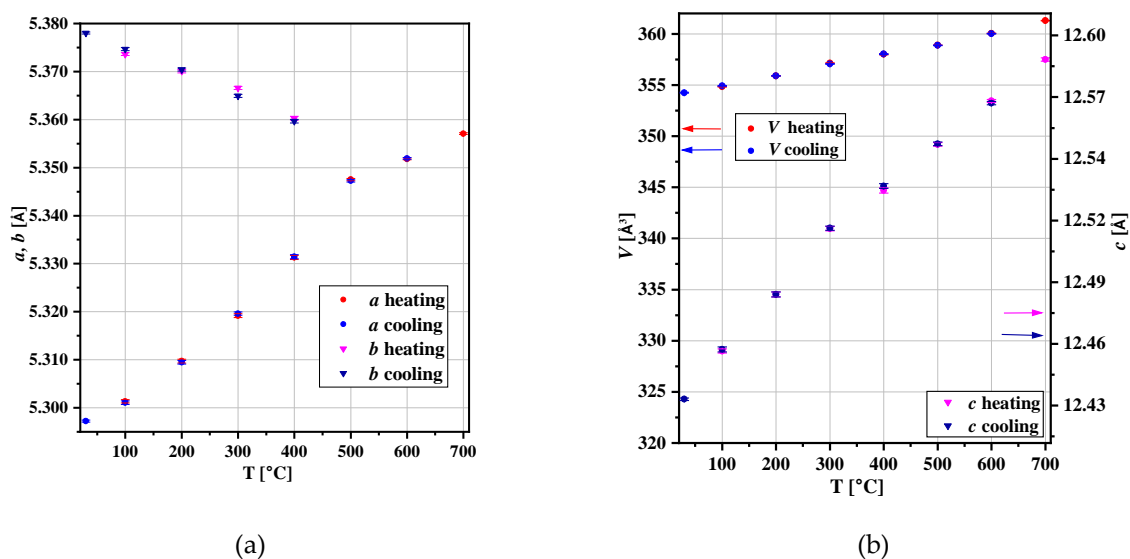 5.380
5.370
5.360
5.350
5.340
5.330
5.320
5.310
5.300
a, b [Å]
a heating
a cooling
b heating
b cooling
100 200 300 400 500 600 700
T [°C]
(a)
360
355
350
345
340
335
330
325
320
V [Å³]
V heating
V cooling
12.60
12.57
12.54
12.52
12.49
12.46
12.43
c [Å]
c heating
c cooling
100 200 300 400 500 600 700
T [°C]
(b)